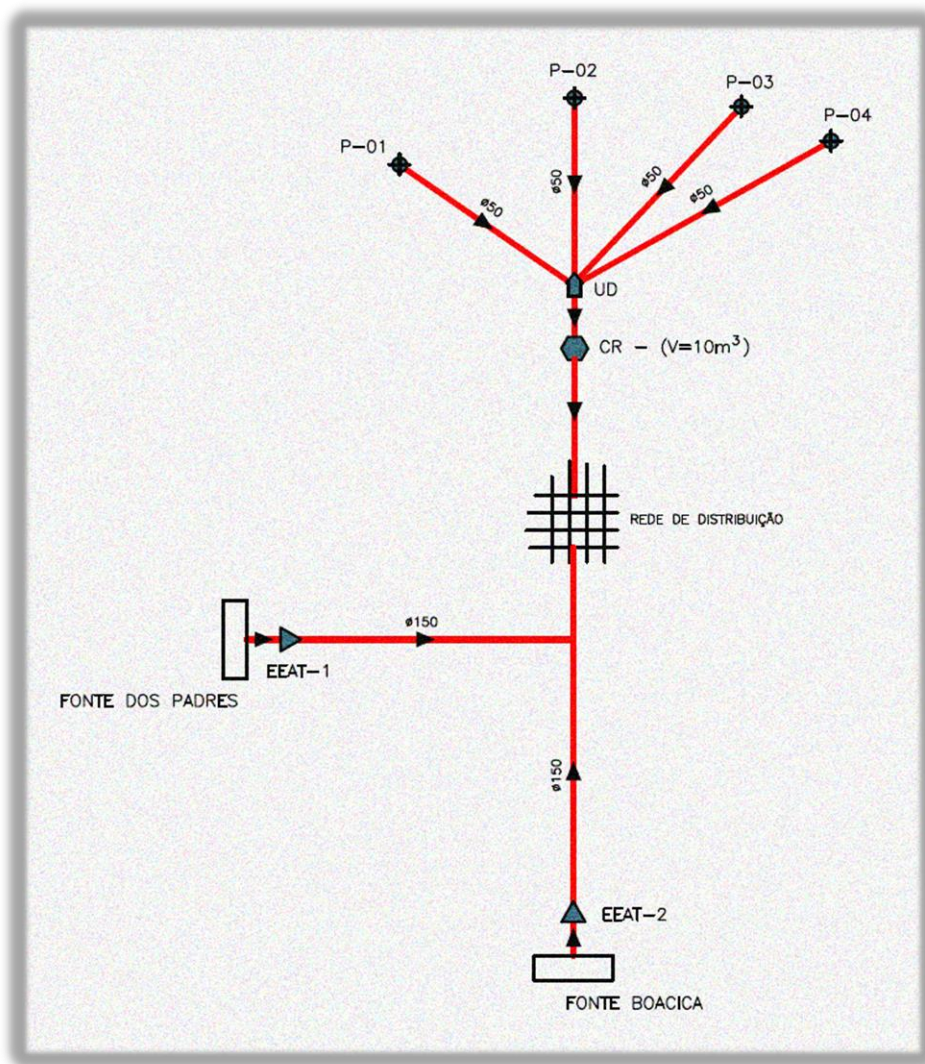 P-02
P-03
P-04
P-01
ø50
ø50
ø50
ø50
UD
CR - (V=10m³)
REDE DE DISTRIBUIÇÃO
ø150
EEAT-1
FONTE DOS PADRES
ø150
EEAT-2
FONTE BOACICA